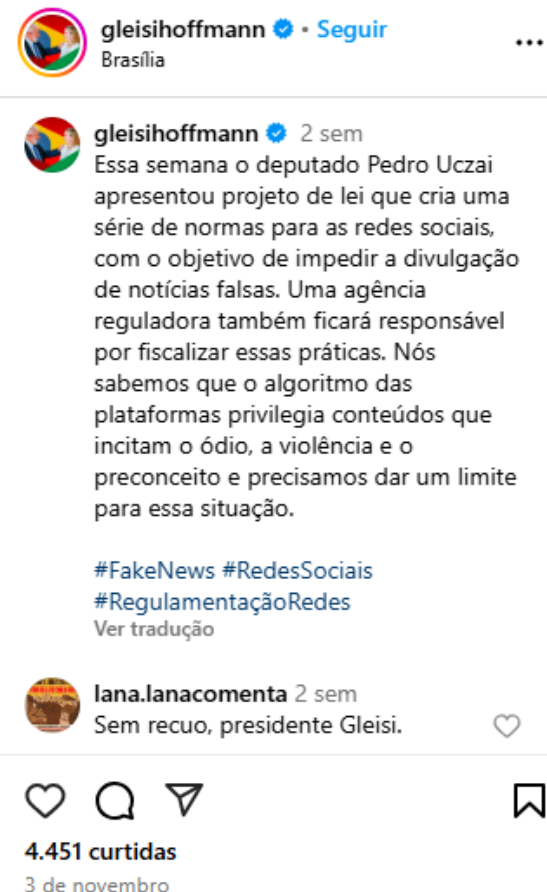 gleisihoffmann • Seguir
Brasília
gleisihoffmann 2 sem
Essa semana o deputado Pedro Uczai
apresentou projeto de lei que cria uma
série de normas para as redes sociais,
com o objetivo de impedir a divulgação
de notícias falsas. Uma agência
reguladora também ficará responsável
por fiscalizar essas práticas. Nós
sabemos que o algoritmo das
plataformas privilegia conteúdos que
incitam o ódio, a violência e o
preconceito e precisamos dar um limite
para essa situação.
#FakeNews #RedesSociais
#RegulamentaçãoRedes
Ver tradução
lana.lanacomenta 2 sem
Sem recuo, presidente Gleisi.
4.451 curtidas
3 de novembro